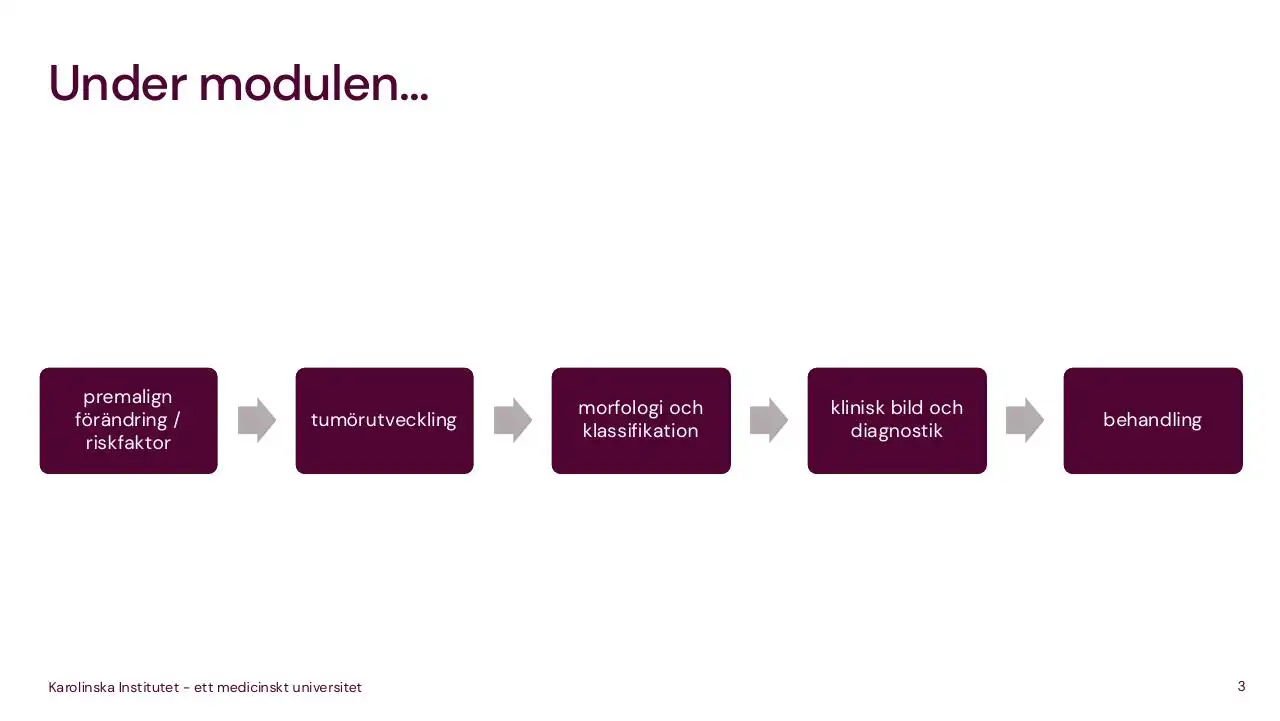 Under modulen...
premalign
förändring /
riskfaktor
tumörutveckling
morfologi och
klassifikation
klinisk bild och
diagnostik
behandling
Karolinska Institutet - ett medicinskt universitet
3